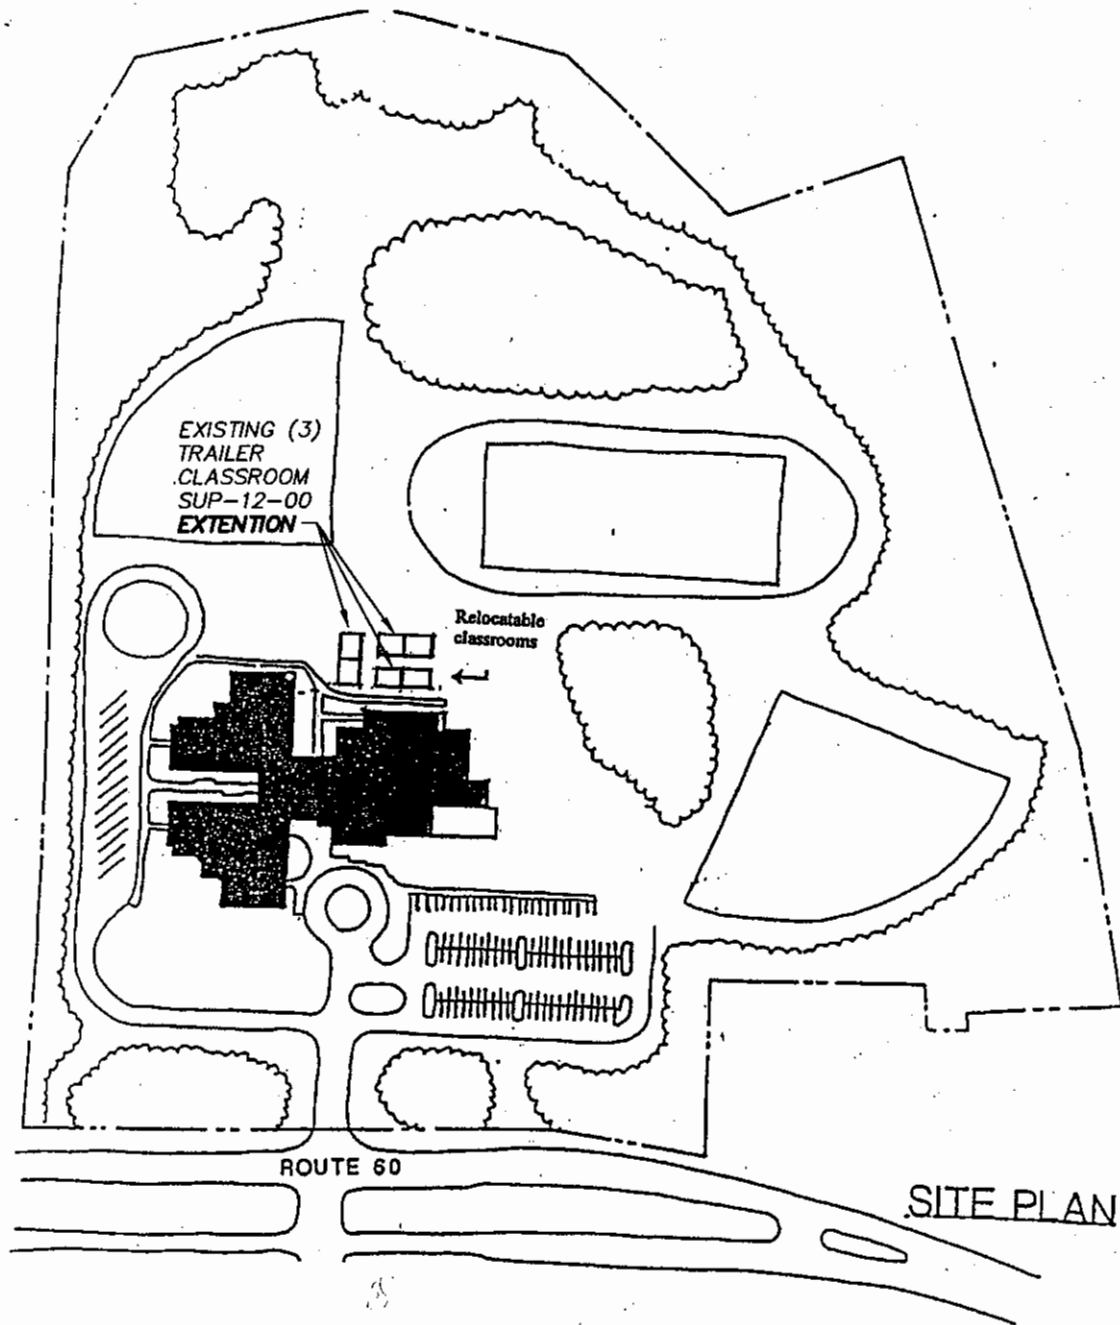 EXISTING (3)
TRAILER
CLASSROOM
SUP-12-00
EXTENTION
Relocatable
classrooms
ROUTE 60
SITE PLAN